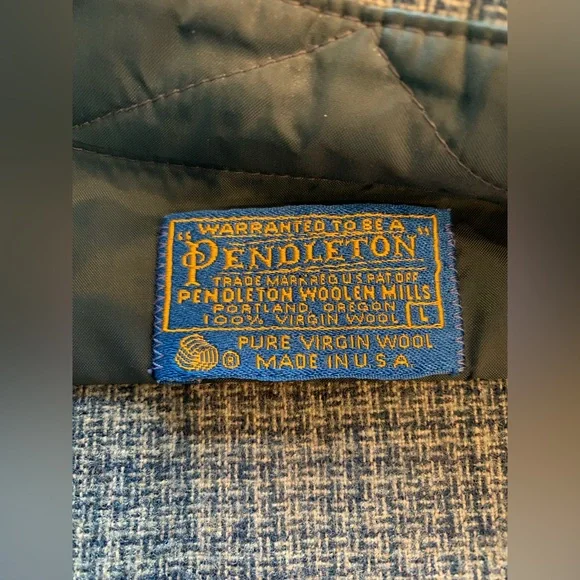 WARRANTED TO BE A
"PENDLETON"
TRADE MARK REG U.S PAT. OFF
PENDLETON WOOLEN MILLS
PORTLAND, OREGON
100% VIRGIN WOOL L
® PURE VIRGIN WOOL
MADE IN U.S.A.